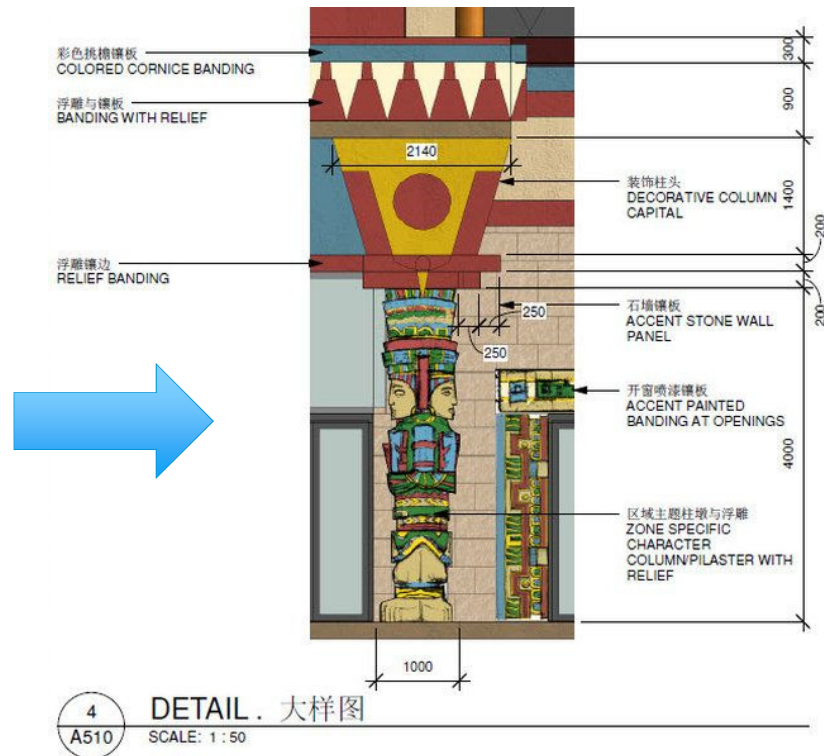 彩色挑檐镶板
COLORED CORNICE BANDING
浮雕与镶板
BANDING WITH RELIEF
浮雕镶边
RELIEF BANDING
2140
250
250
1000
装饰柱头
DECORATIVE COLUMN
CAPITAL
石墙镶板
ACCENT STONE WALL
PANEL
开窗喷漆镶板
ACCENT PAINTED
BANDING AT OPENINGS
区域主题柱墩与浮雕
ZONE SPECIFIC
CHARACTER
COLUMN/PILASTER WITH
RELIEF
300
900
1400
200
200
4000
4
A510
DETAIL . 大样图
SCALE: 1 : 50